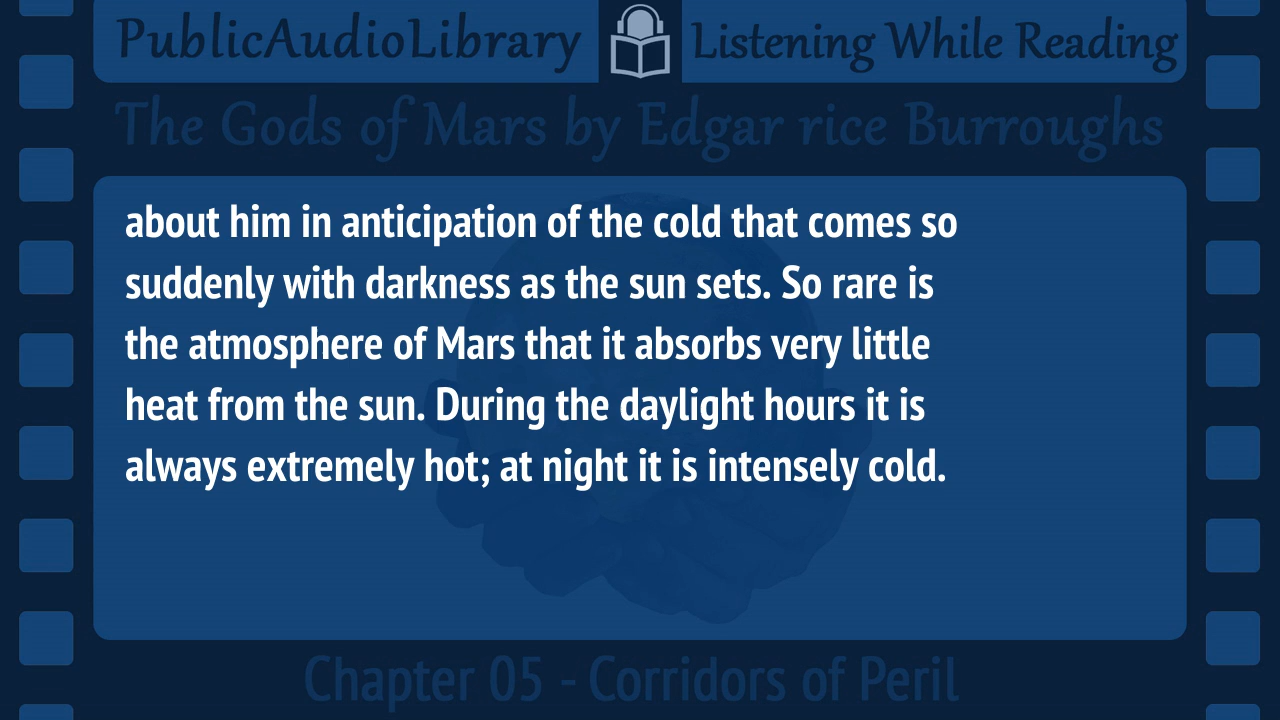 PublicAudioLibrary Listening While Reading
The Gods of Mars by Edgar rice Burroughs
about him in anticipation of the cold that comes so
suddenly with darkness as the sun sets. So rare is
the atmosphere of Mars that it absorbs very little
heat from the sun. During the daylight hours it is
always extremely hot; at night it is intensely cold.
Chapter 05 - Corridors of Peril